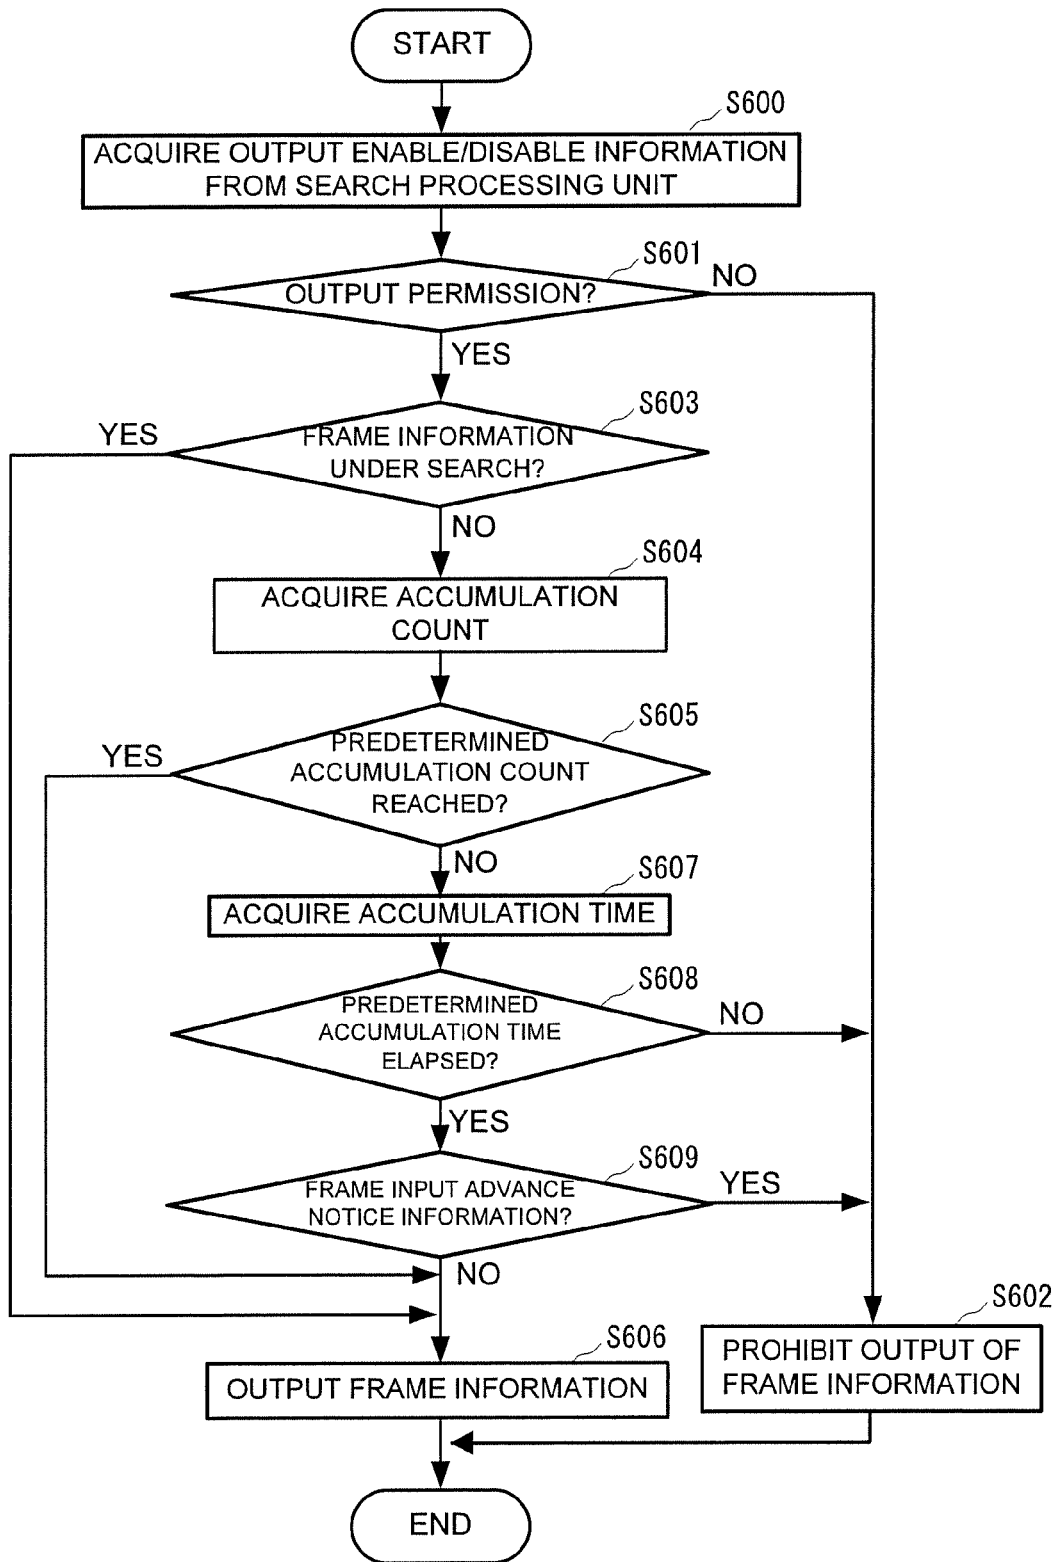 START
S600
ACQUIRE OUTPUT ENABLE/DISABLE INFORMATION
FROM SEARCH PROCESSING UNIT
S601
OUTPUT PERMISSION?
NO
YES
S603
YES
FRAME INFORMATION
UNDER SEARCH?
NO
S604
ACQUIRE ACCUMULATION
COUNT
S605
YES
PREDETERMINED
ACCUMULATION COUNT
REACHED?
NO
S607
ACQUIRE ACCUMULATION TIME
S608
PREDETERMINED
ACCUMULATION TIME
ELAPSED?
NO
YES
S609
FRAME INPUT ADVANCE
NOTICE INFORMATION?
YES
NO
S602
PROHIBIT OUTPUT OF
FRAME INFORMATION
S606
OUTPUT FRAME INFORMATION
END